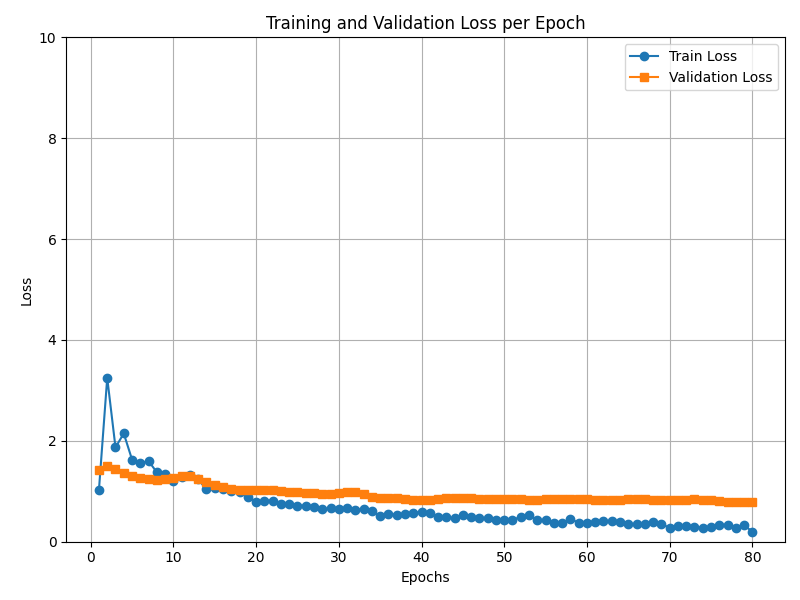 Training and Validation Loss per Epoch
Train Loss
Validation Loss
10
8
6
4
2
0
Loss
0 10 20 30 40 50 60 70 80
Epochs